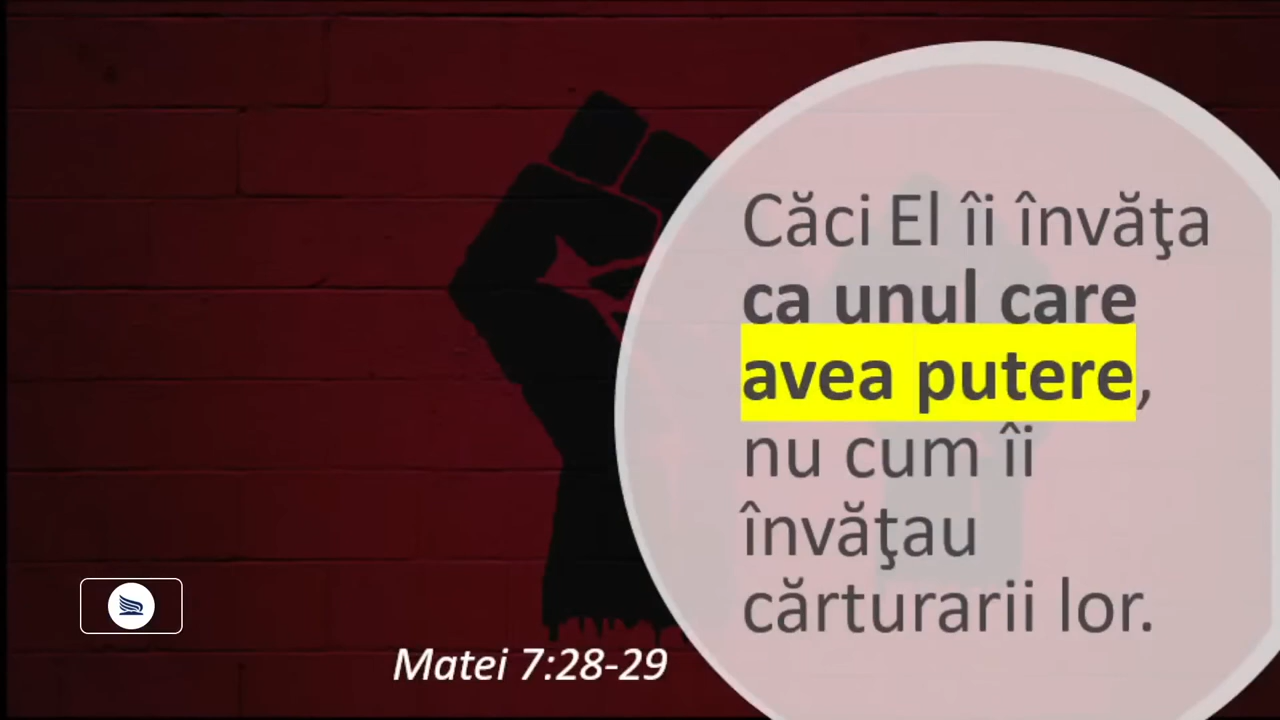 Căci El îi învăţa
ca unul care
avea putere,
nu cum îi
învăţau
cărturarii lor.
Matei 7:28-29